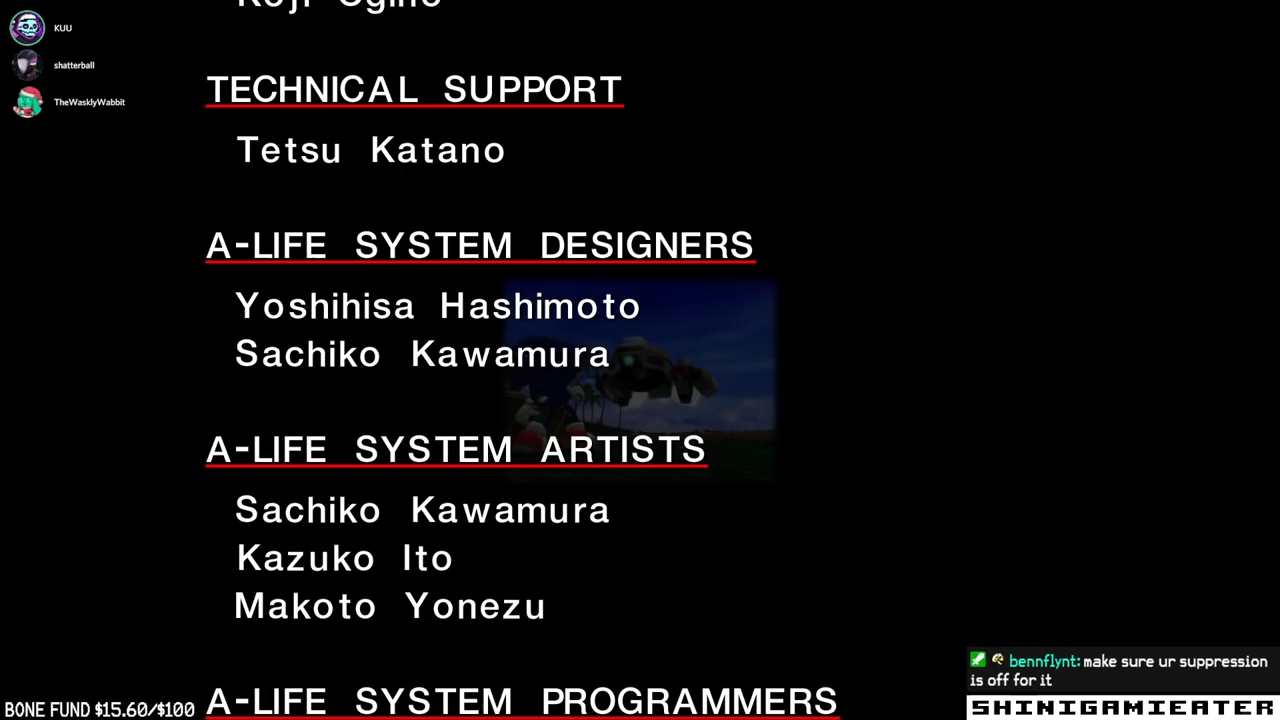 KUU
shatterball
TheWasklyWabbit
Koji Ogino
TECHNICAL SUPPORT
Tetsu Katano
A-LIFE SYSTEM DESIGNERS
Yoshihisa Hashimoto
Sachiko Kawamura
A-LIFE SYSTEM ARTISTS
Sachiko Kawamura
Kazuko Ito
Makoto Yonezu
A-LIFE SYSTEM PROGRAMMERS
BONE FUND $15.60/$100
bennflynt: make sure ur suppression
is off for it
SHINIGAMIEATER